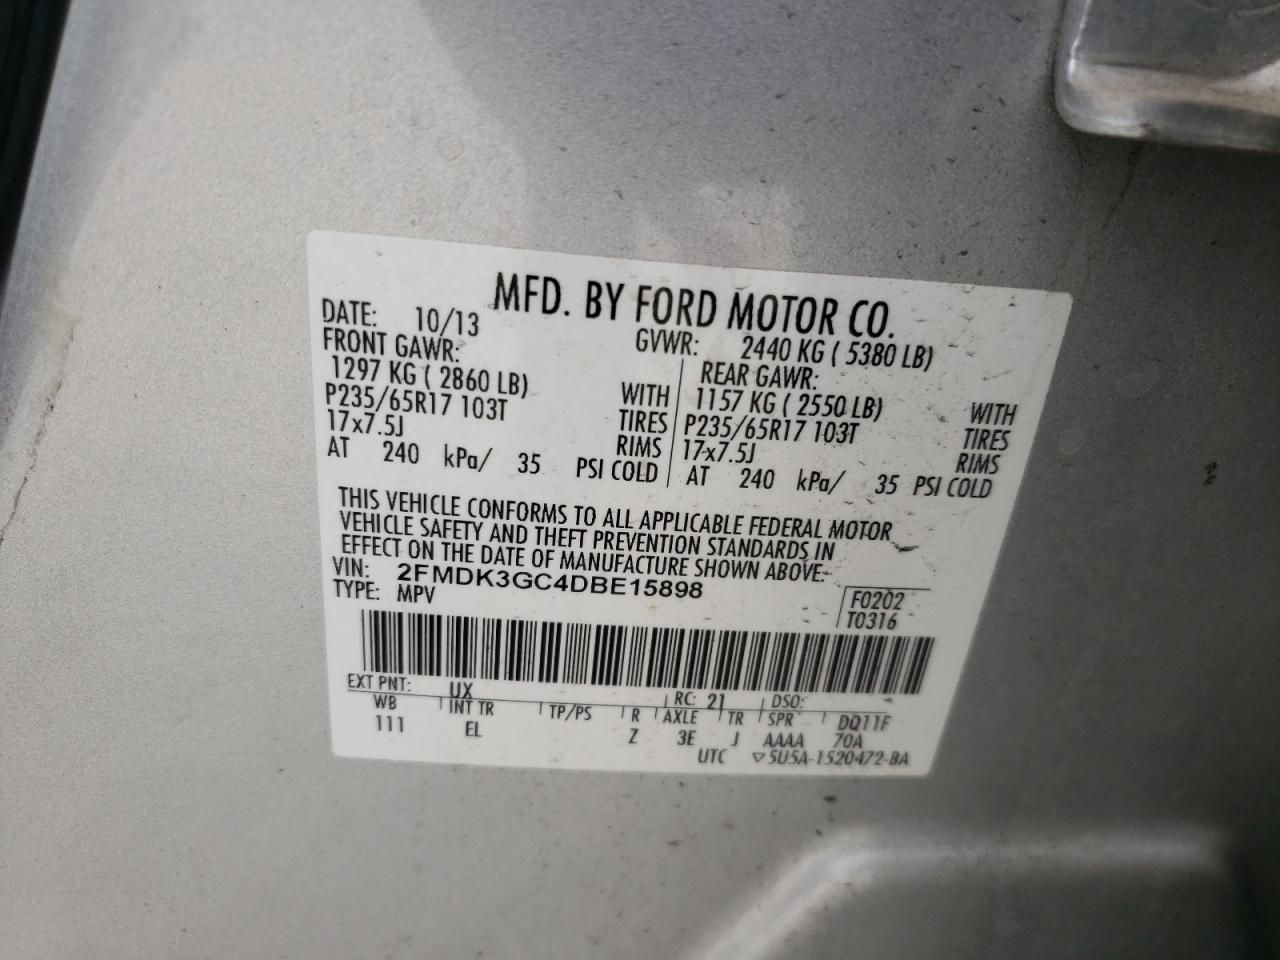 MFD. BY FORD MOTOR CO.
DATE: 10/13 GVWR: 2440 KG ( 5380 LB)
FRONT GAWR: REAR GAWR:
1297 KG ( 2860 LB) WITH 1157 KG ( 2550 LB) WITH
P235/65R17 103T TIRES P235/65R17 103T TIRES
17x7.5J RIMS 17x7.5J RIMS
AT 240 kPa/ 35 PSI COLD AT 240 kPa/ 35 PSI COLD
THIS VEHICLE CONFORMS TO ALL APPLICABLE FEDERAL MOTOR
VEHICLE SAFETY AND THEFT PREVENTION STANDARDS IN
EFFECT ON THE DATE OF MANUFACTURE SHOWN ABOVE.
VIN: 2FMDK3GC4DBE15898 F0202
TYPE: MPV T0316
EXT PNT: UX RC: 21 DSO:
WB INT TR TP/PS R AXLE TR SPR DQ11F
111 EL Z 3E J AAAA 70A
UTC ▽5U5A-1520472-BA